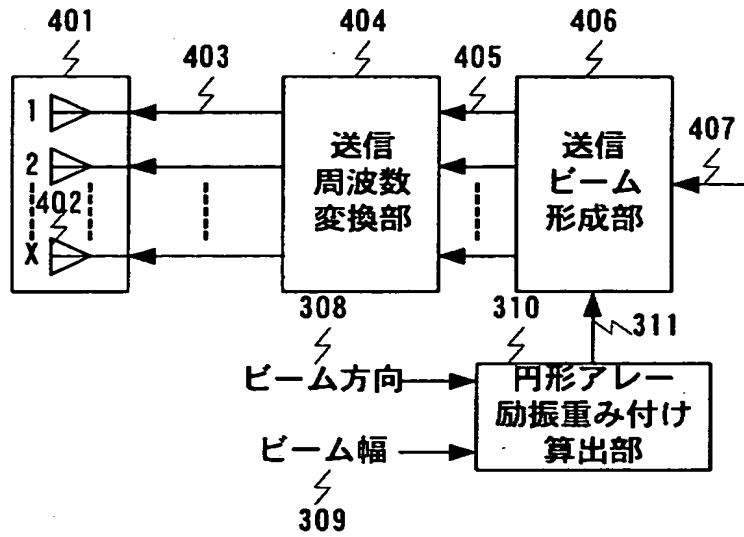 401
403
404
405
406
407
1
2
402
X
送信
周波数
変換部
送信
ビーム
形成部
308
310
311
ビーム方向
円形アレー
励振重み付け
算出部
ビーム幅
309